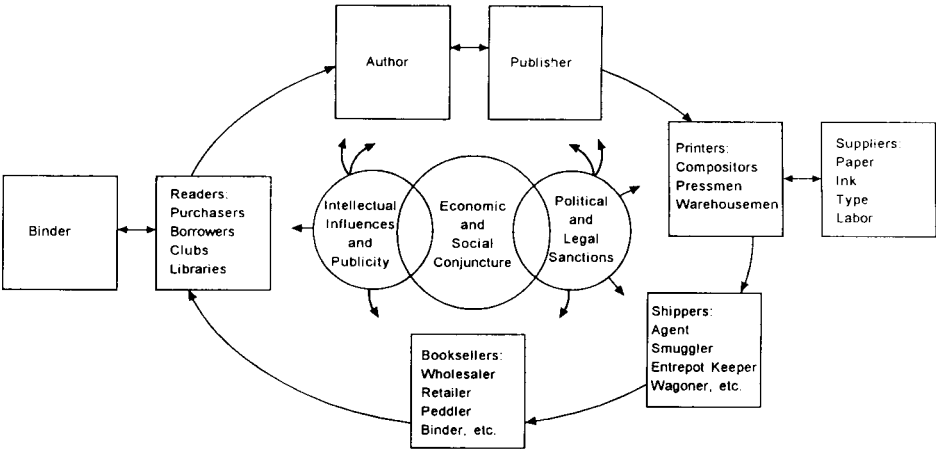 Author
Publisher
Printers:
Compositors
Pressmen
Warehousemen
Suppliers:
Paper
Ink
Type
Labor
Shippers:
Agent
Smuggler
Entrepot Keeper
Wagoner, etc.
Booksellers:
Wholesaler
Retailer
Peddler
Binder, etc.
Readers:
Purchasers
Borrowers
Clubs
Libraries
Binder
Intellectual
Influences
and
Publicity
Economic
and
Social
Conjuncture
Political
and
Legal
Sanctions